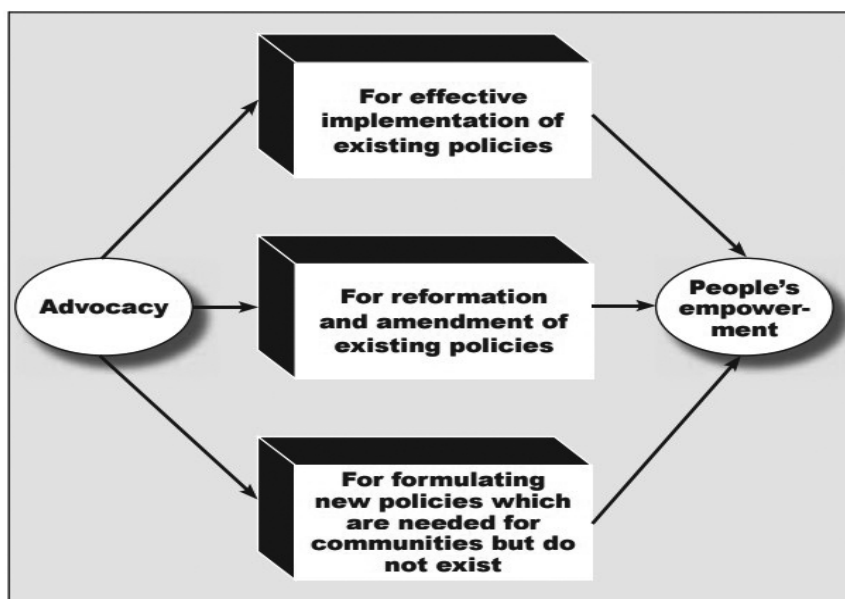 For effective
implementation of
existing policies
Advocacy
For reformation
and amendment of
existing policies
People's
empower-
ment
For formulating
new policies which
are needed for
communities but do
not exist